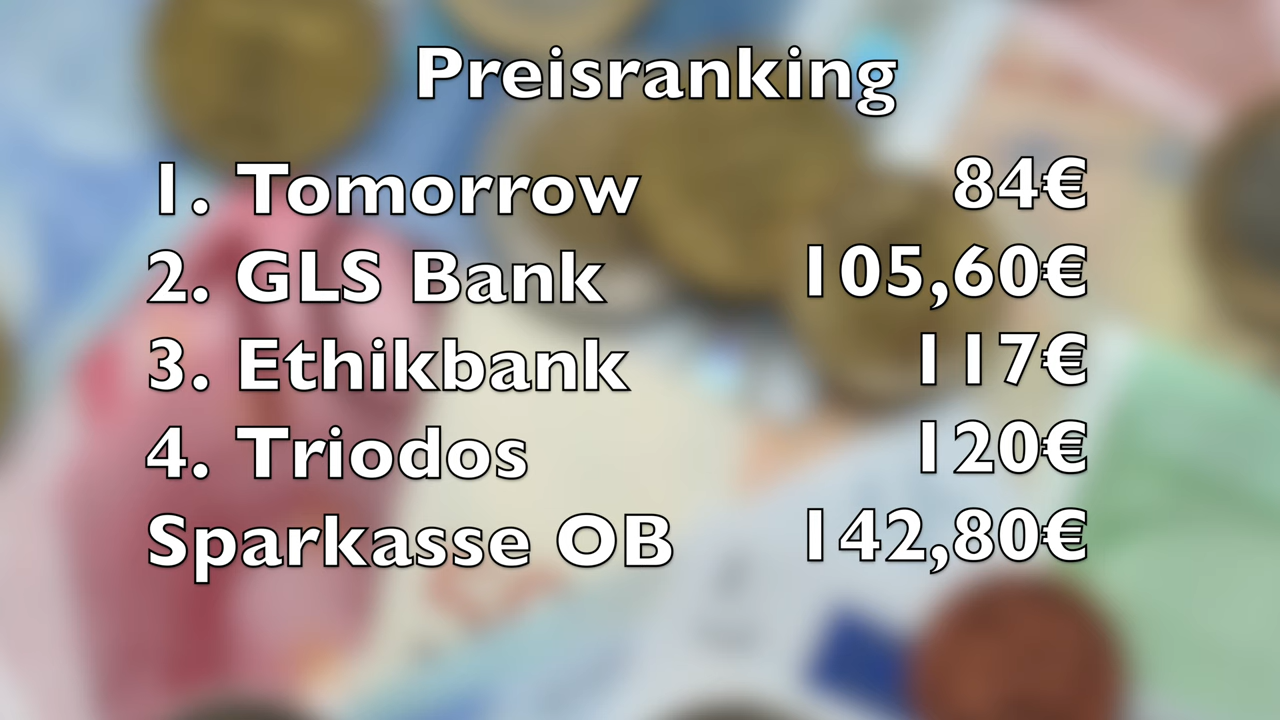 Preisranking
1. Tomorrow 84€
2. GLS Bank 105,60€
3. Ethikbank 117€
4. Triodos 120€
Sparkasse OB 142,80€